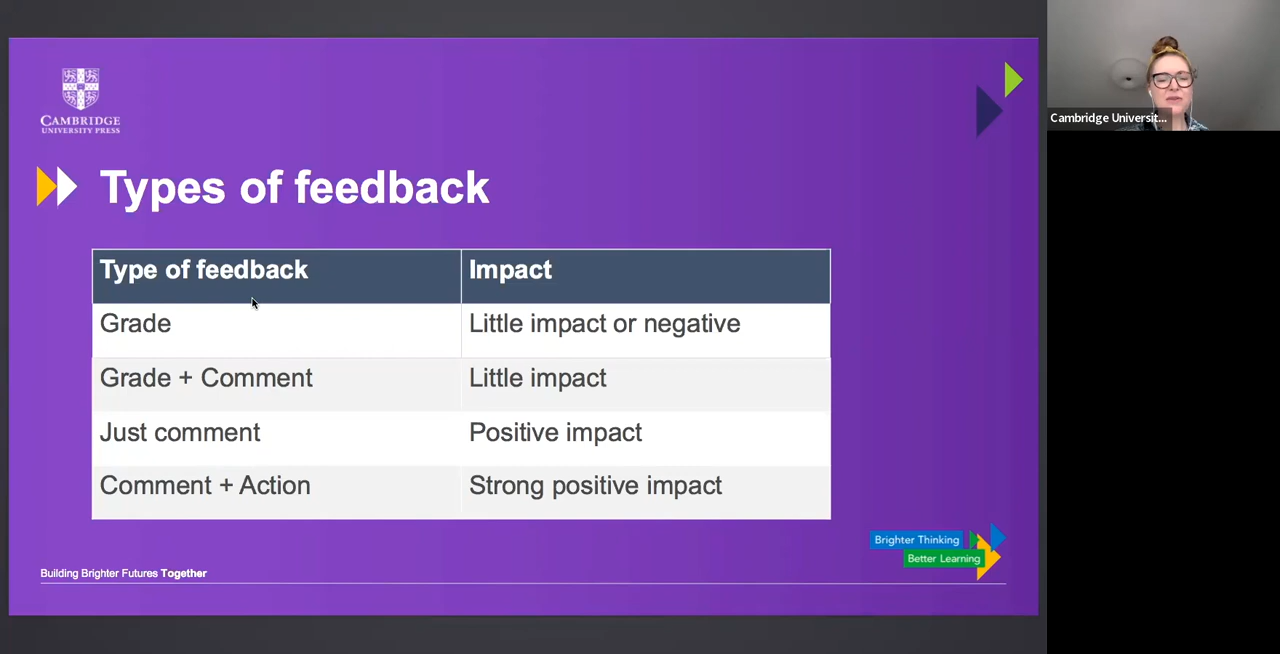 CAMBRIDGE
UNIVERSITY PRESS
Types of feedback
Type of feedback Impact
Grade Little impact or negative
Grade + Comment Little impact
Just comment Positive impact
Comment + Action Strong positive impact
Brighter Thinking
Better Learning
Building Brighter Futures Together
Cambridge Universit...